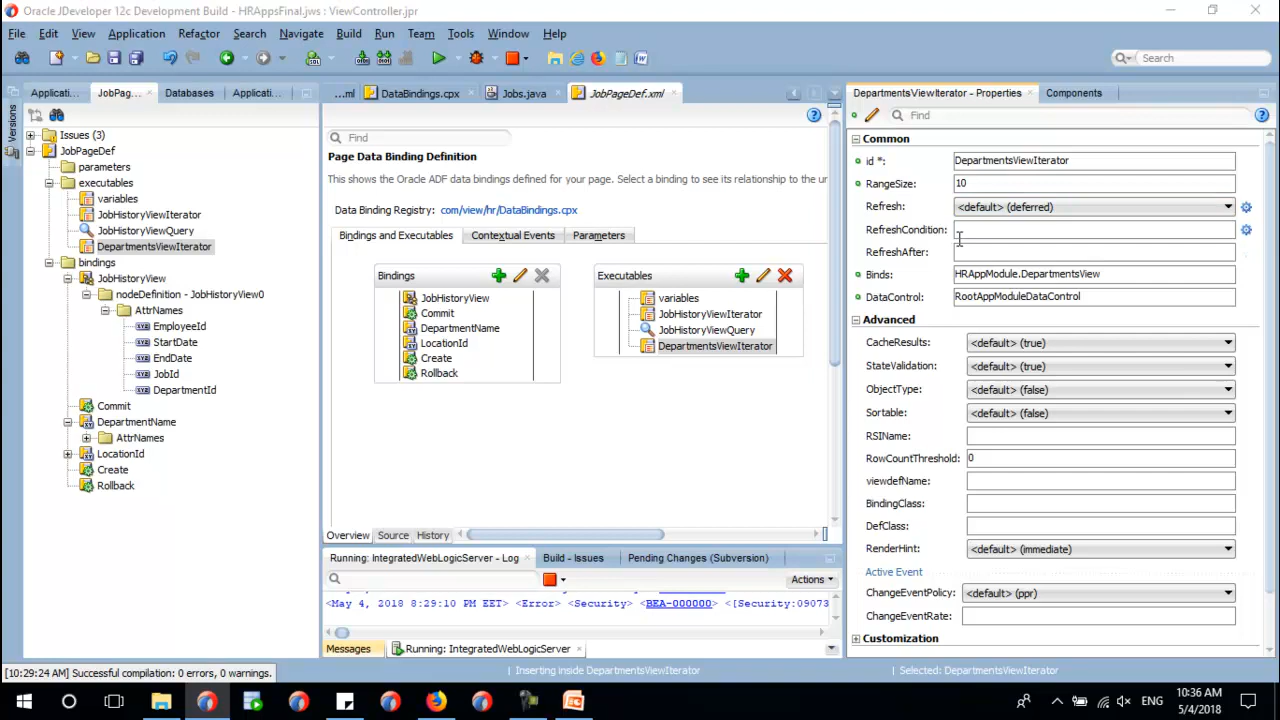 Oracle JDeveloper 12c Development Build - HRAppsFinal.jws : ViewController.jpr
File Edit View Application Refactor Search Navigate Build Run Team Tools Window Help
Search
Applicati... JobPag... Databases Applicati...
...ml DataBindings.cpx Jobs.java JobPageDef.xml
DepartmentsViewIterator - Properties Components
Versions
Issues (3)
JobPageDef
parameters
executables
variables
JobHistoryViewIterator
JobHistoryViewQuery
DepartmentsViewIterator
bindings
JobHistoryView
nodeDefinition - JobHistoryView0
AttrNames
EmployeeId
StartDate
EndDate
JobId
DepartmentId
Commit
DepartmentName
AttrNames
LocationId
Create
Rollback
Find
Page Data Binding Definition
This shows the Oracle ADF data bindings defined for your page. Select a binding to see its relationship to the ur
Data Binding Registry: com/view/hr/DataBindings.cpx
Bindings and Executables Contextual Events Parameters
Bindings
JobHistoryView
Commit
DepartmentName
LocationId
Create
Rollback
Executables
variables
JobHistoryViewIterator
JobHistoryViewQuery
DepartmentsViewIterator
Overview Source History
Running: IntegratedWebLogicServer - Log Build - Issues Pending Changes (Subversion)
Actions
<May 4, 2018 8:29:10 PM EET> <Error> <Security> <BEA-000000> <[Security:09073
Messages Running: IntegratedWebLogicServer
Find
Common
id *: DepartmentsViewIterator
RangeSize: 10
Refresh: <default> (deferred)
RefreshCondition:
RefreshAfter:
Binds: HRAppModule.DepartmentsView
DataControl: RootAppModuleDataControl
Advanced
CacheResults: <default> (true)
StateValidation: <default> (true)
ObjectType: <default> (false)
Sortable: <default> (false)
RSIName:
RowCountThreshold: 0
viewdefName:
BindingClass:
DefClass:
RenderHint: <default> (immediate)
Active Event
ChangeEventPolicy: <default> (ppr)
ChangeEventRate:
Customization
[10:29:24 AM] Successful compilation: 0 errors, 0 warnings. Inserting inside DepartmentsViewIterator Selected: DepartmentsViewIterator
ENG
10:36 AM
5/4/2018